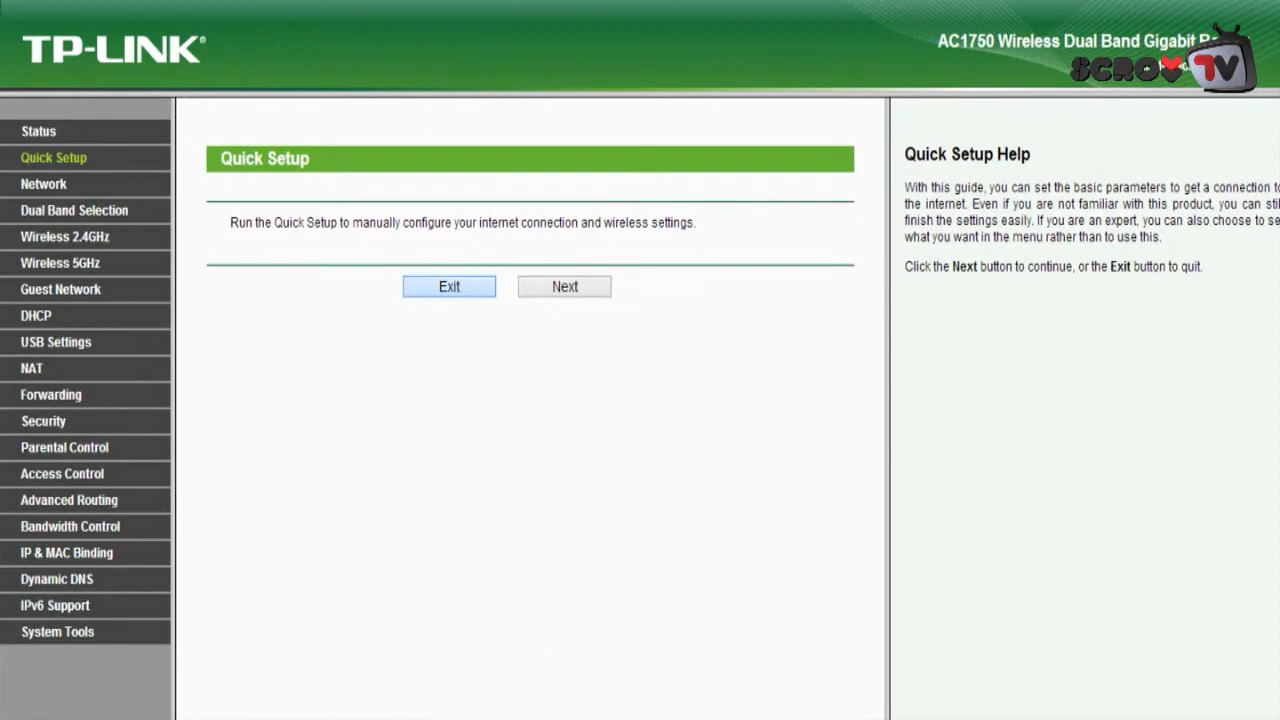 TP-LINK®
AC1750 Wireless Dual Band Gigabit
SCROOTV
Status
Quick Setup
Network
Dual Band Selection
Wireless 2.4GHz
Wireless 5GHz
Guest Network
DHCP
USB Settings
NAT
Forwarding
Security
Parental Control
Access Control
Advanced Routing
Bandwidth Control
IP & MAC Binding
Dynamic DNS
IPv6 Support
System Tools
Quick Setup
Run the Quick Setup to manually configure your internet connection and wireless settings.
Exit
Next
Quick Setup Help
With this guide, you can set the basic parameters to get a connection to
the internet. Even if you are not familiar with this product, you can
finish the settings easily. If you are an expert, you can also choose to
what you want in the menu rather than to use this.
Click the Next button to continue, or the Exit button to quit.